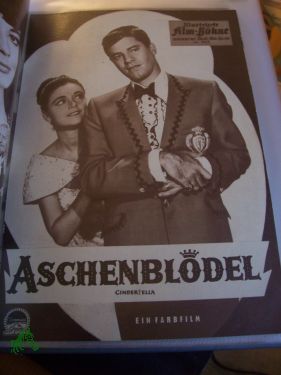 Illustrierte
Film-Bühne
ASCHENBLÖDEL
CINDERFELLA
EIN FARBFILM